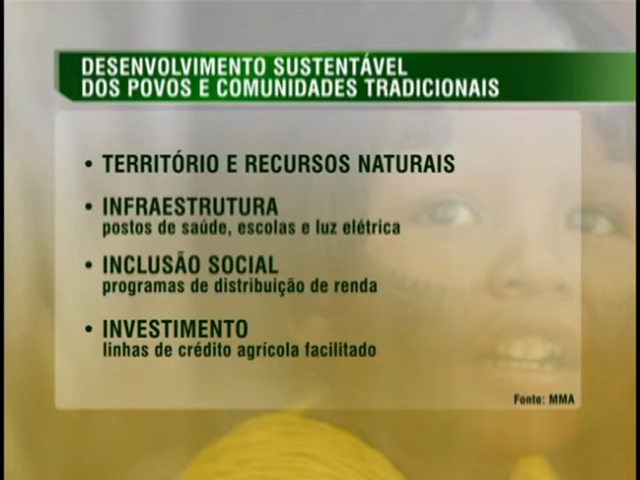 DESENVOLVIMENTO SUSTENTÁVEL
DOS POVOS E COMUNIDADES TRADICIONAIS
• TERRITÓRIO E RECURSOS NATURAIS
• INFRAESTRUTURA
postos de saúde, escolas e luz elétrica
• INCLUSÃO SOCIAL
programas de distribuição de renda
• INVESTIMENTO
linhas de crédito agrícola facilitado
Fonte: MMA